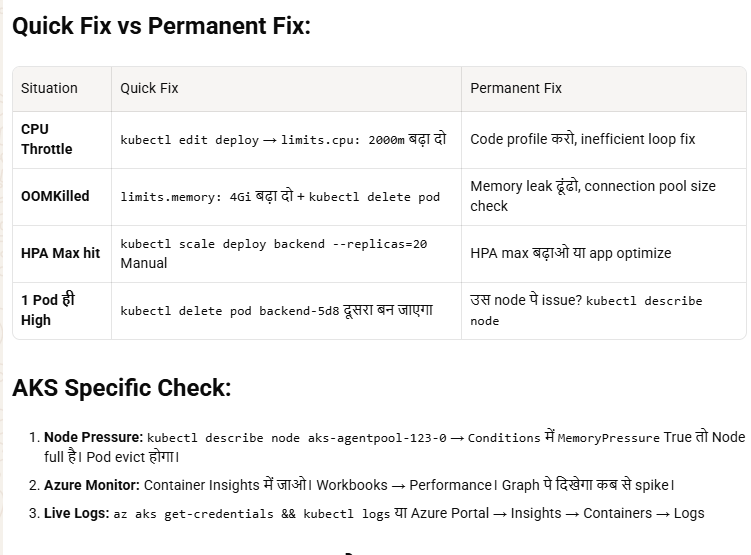 Quick Fix vs Permanent Fix:
Situation Quick Fix Permanent Fix
CPU
Throttle
kubectl edit deploy → limits.cpu: 2000m बढ़ा दो
Code profile करो, inefficient loop fix
OOMKilled
limits.memory: 4Gi बढ़ा दो + kubectl delete pod
Memory leak ढूंढो, connection pool size
check
HPA Max hit
kubectl scale deploy backend --replicas=20
Manual
HPA max बढ़ाओ या app optimize
1 Pod ही
High
kubectl delete pod backend-5d8 दूसरा बन जाएगा
उस node पे issue? kubectl describe
node
AKS Specific Check:
1. Node Pressure: kubectl describe node aks-agentpool-123-0 → Conditions में MemoryPressure True तो Node
full है। Pod evict होगा।
2. Azure Monitor: Container Insights में जाओ। Workbooks → Performance। Graph पे दिखेगा कब से spike।
3. Live Logs: az aks get-credentials && kubectl logs या Azure Portal → Insights → Containers → Logs